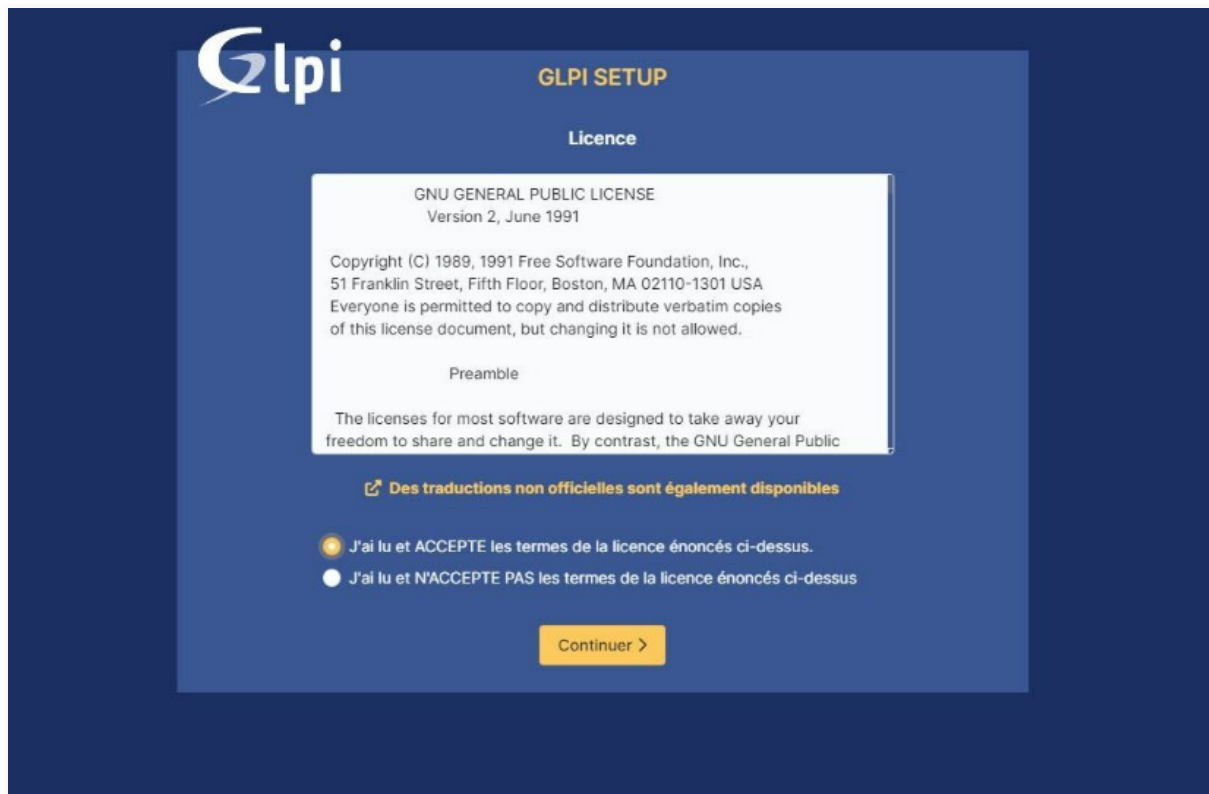 Glpi
GLPI SETUP
Licence
GNU GENERAL PUBLIC LICENSE
Version 2, June 1991
Copyright (C) 1989, 1991 Free Software Foundation, Inc.,
51 Franklin Street, Fifth Floor, Boston, MA 02110-1301 USA
Everyone is permitted to copy and distribute verbatim copies
of this license document, but changing it is not allowed.
Preamble
The licenses for most software are designed to take away your
freedom to share and change it.  By contrast, the GNU General Public
Des traductions non officielles sont également disponibles
J'ai lu et ACCEPTE les termes de la licence énoncés ci-dessus.
J'ai lu et N'ACCEPTE PAS les termes de la licence énoncés ci-dessus
Continuer >